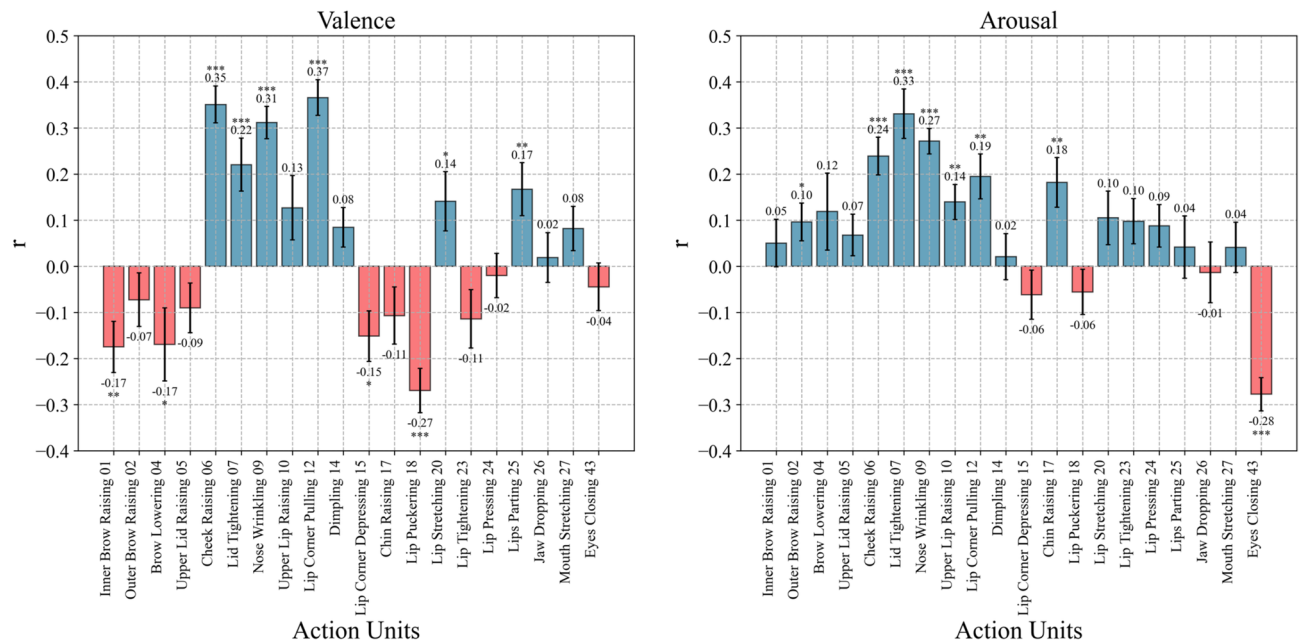 Valence
0.5
0.4
0.3
0.2
0.1
0.0
−0.1
−0.2
−0.3
−0.4
r
-0.17
**
-0.07
-0.17
*
-0.09
***
0.35
***
0.22
***
0.31
0.13
***
0.37
0.08
-0.15
*
-0.11
-0.27
***
*
0.14
-0.11
-0.02
**
0.17
0.02
0.08
-0.04
Inner Brow Raising 01
Outer Brow Raising 02
Brow Lowering 04
Upper Lid Raising 05
Cheek Raising 06
Lid Tightening 07
Nose Wrinkling 09
Upper Lip Raising 10
Lip Corner Pulling 12
Dimpling 14
Lip Corner Depressing 15
Chin Raising 17
Lip Puckering 18
Lip Stretching 20
Lip Tightening 23
Lip Pressing 24
Lips Parting 25
Jaw Dropping 26
Mouth Stretching 27
Eyes Closing 43
Action Units
Arousal
0.5
0.4
0.3
0.2
0.1
0.0
−0.1
−0.2
−0.3
−0.4
r
0.05
*
0.10
0.12
0.07
***
0.24
***
0.33
***
0.27
**
0.14
**
0.19
0.02
-0.06
**
0.18
-0.06
0.10
0.10
0.09
0.04
-0.01
0.04
-0.28
***
Inner Brow Raising 01
Outer Brow Raising 02
Brow Lowering 04
Upper Lid Raising 05
Cheek Raising 06
Lid Tightening 07
Nose Wrinkling 09
Upper Lip Raising 10
Lip Corner Pulling 12
Dimpling 14
Lip Corner Depressing 15
Chin Raising 17
Lip Puckering 18
Lip Stretching 20
Lip Tightening 23
Lip Pressing 24
Lips Parting 25
Jaw Dropping 26
Mouth Stretching 27
Eyes Closing 43
Action Units